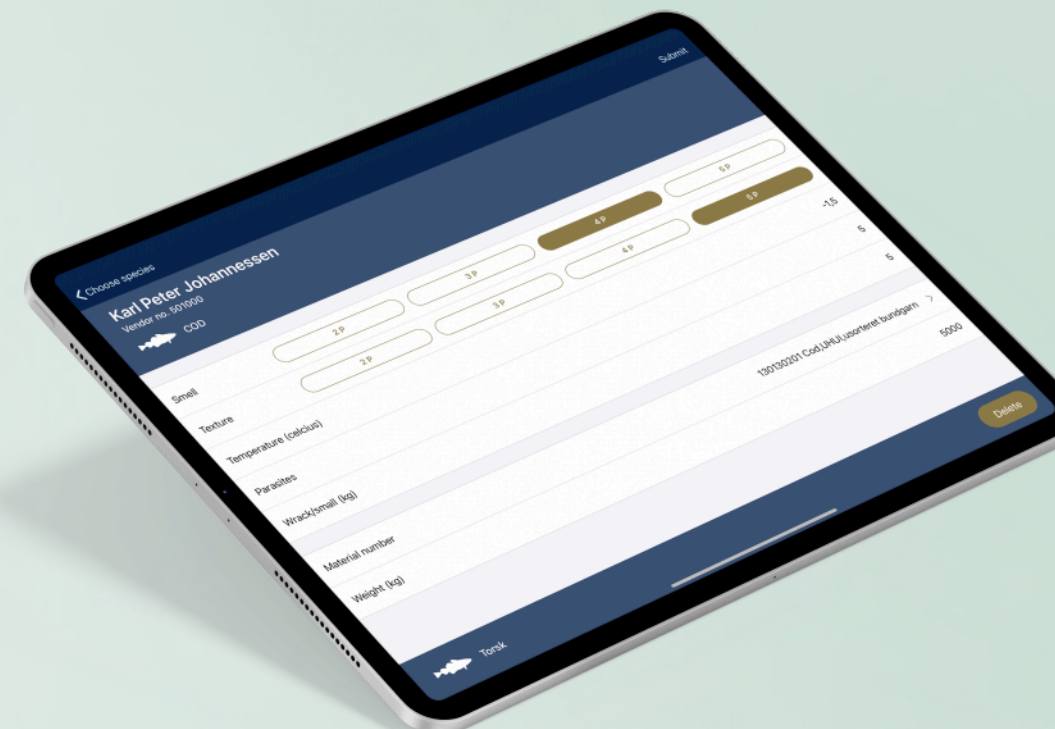 Submit
Choose species
Karl Peter Johannessen
Vendor no. 501000
COD
Smell 2 P 3 P 4 P 5 P
Texture 2 P 3 P 4 P 5 P
Temperature (celcius) -1,5
Parasites 5
Wrack/small (kg) 5
Material number 130130201 Cod,UHUI,usorteret bundgarn
Weight (kg) 5000
Delete
Torsk